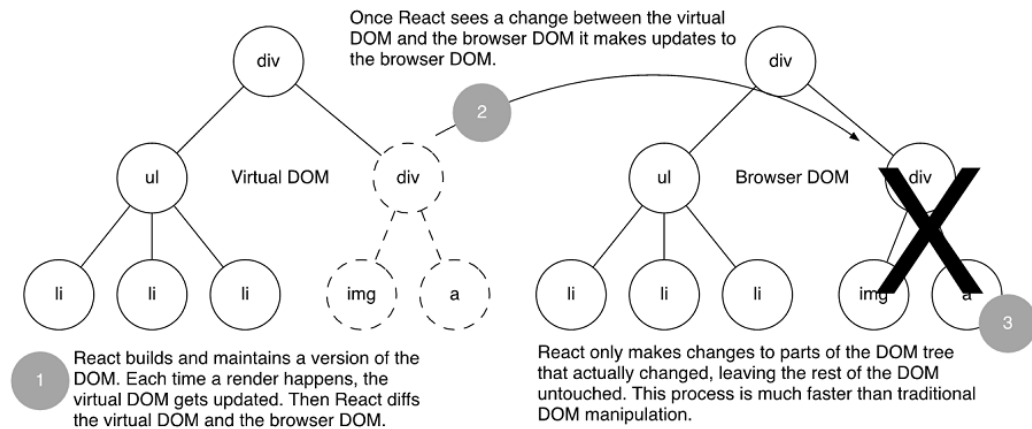 Once React sees a change between the virtual
DOM and the browser DOM it makes updates to
the browser DOM.
div
div
2
ul
Virtual DOM
div
ul
Browser DOM
div
li
li
li
img
a
li
li
li
img
a
3
1
React builds and maintains a version of the
DOM. Each time a render happens, the
virtual DOM gets updated. Then React diffs
the virtual DOM and the browser DOM.
React only makes changes to parts of the DOM tree
that actually changed, leaving the rest of the DOM
untouched. This process is much faster than traditional
DOM manipulation.